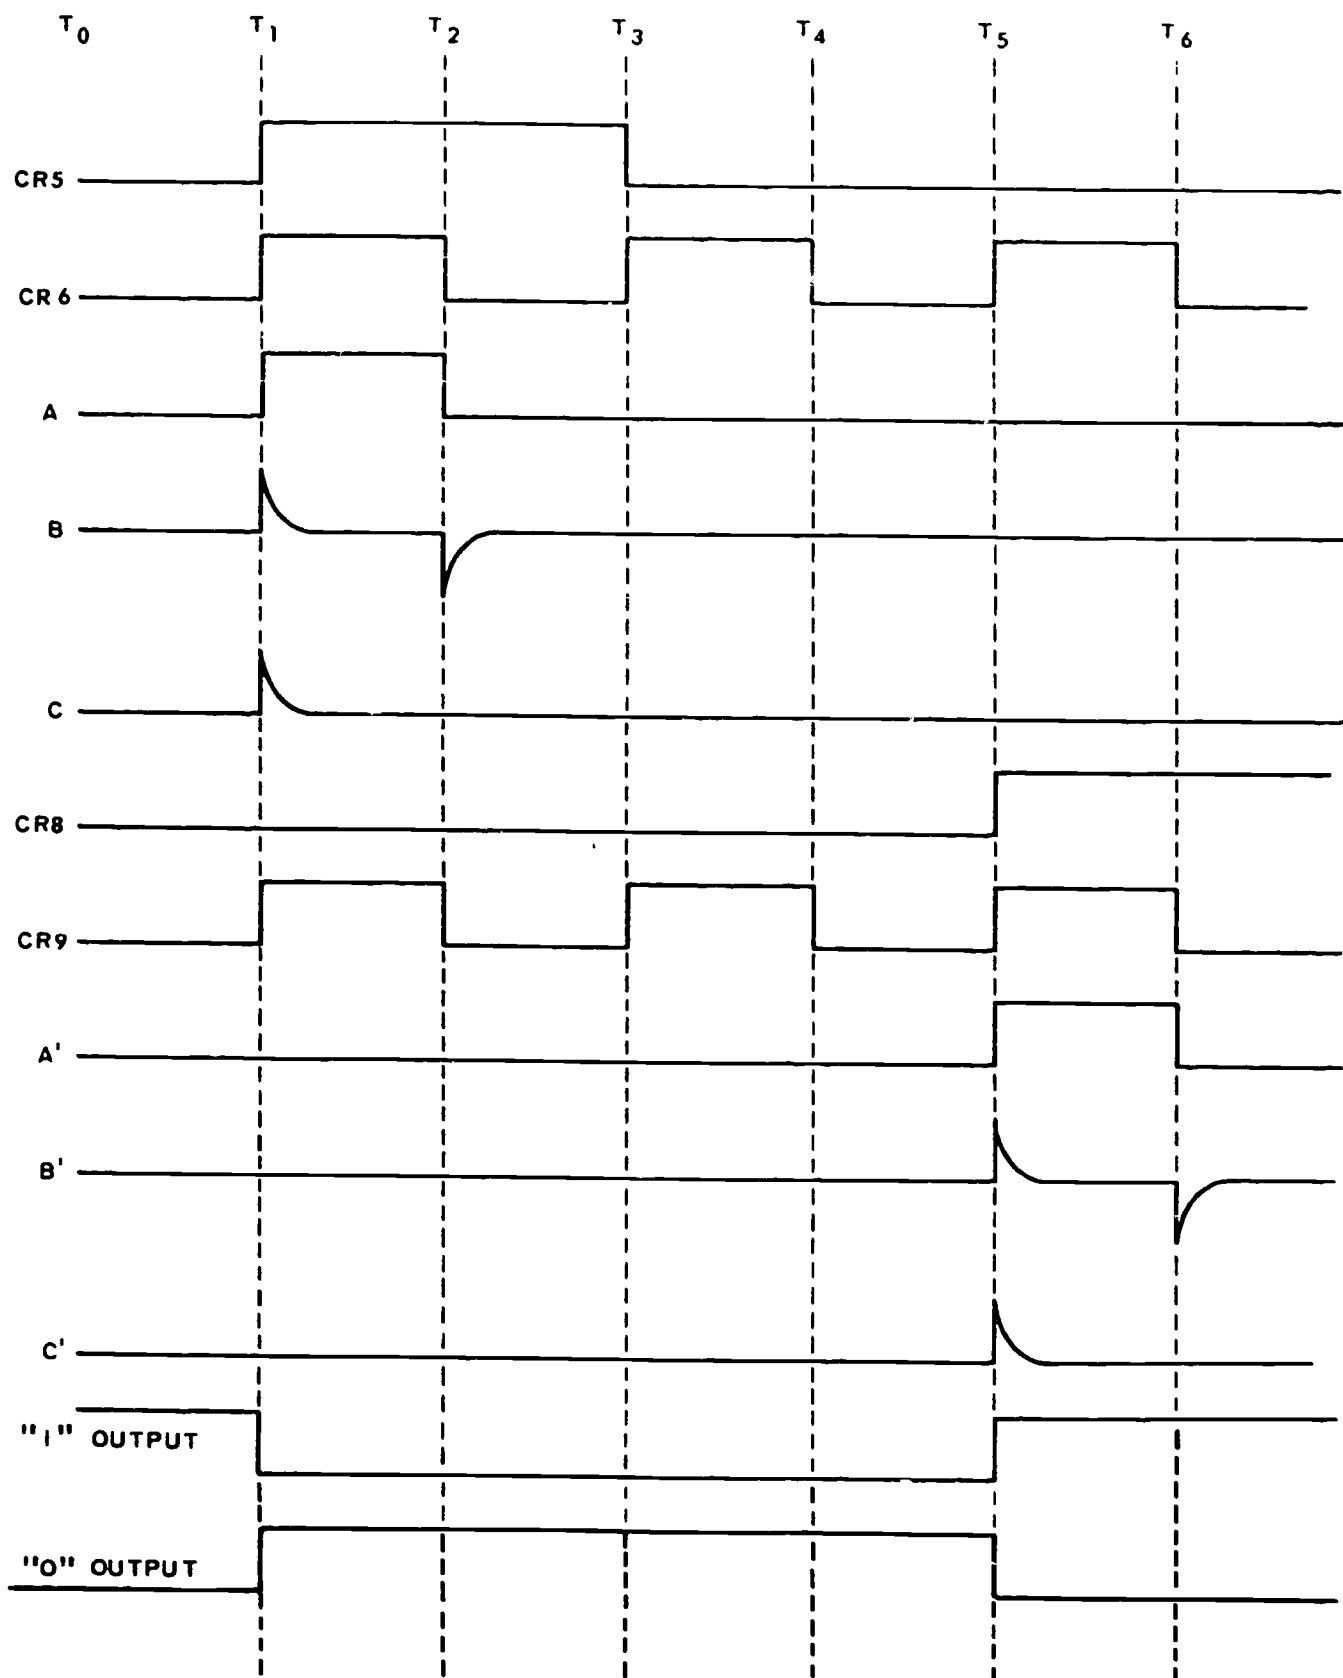 T0 T1 T2 T3 T4 T5 T6
CR5
CR6
A
B
C
CR8
CR9
A'
B'
C'
"1" OUTPUT
"0" OUTPUT